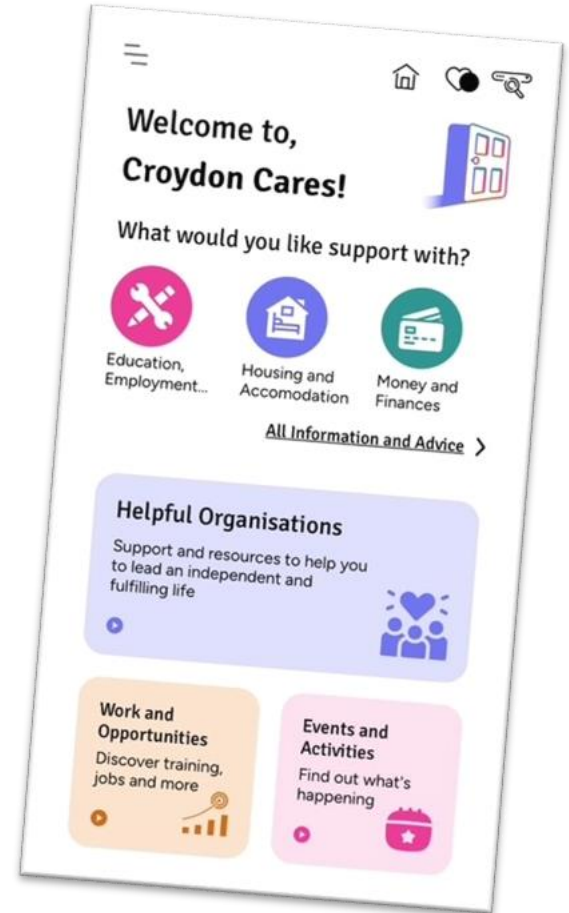 Welcome to,
Croydon Cares!
What would you like support with?
Education,
Employment...
Housing and
Accomodation
Money and
Finances
All Information and Advice
Helpful Organisations
Support and resources to help you
to lead an independent and
fulfilling life
Work and
Opportunities
Discover training,
jobs and more
Events and
Activities
Find out what's
happening